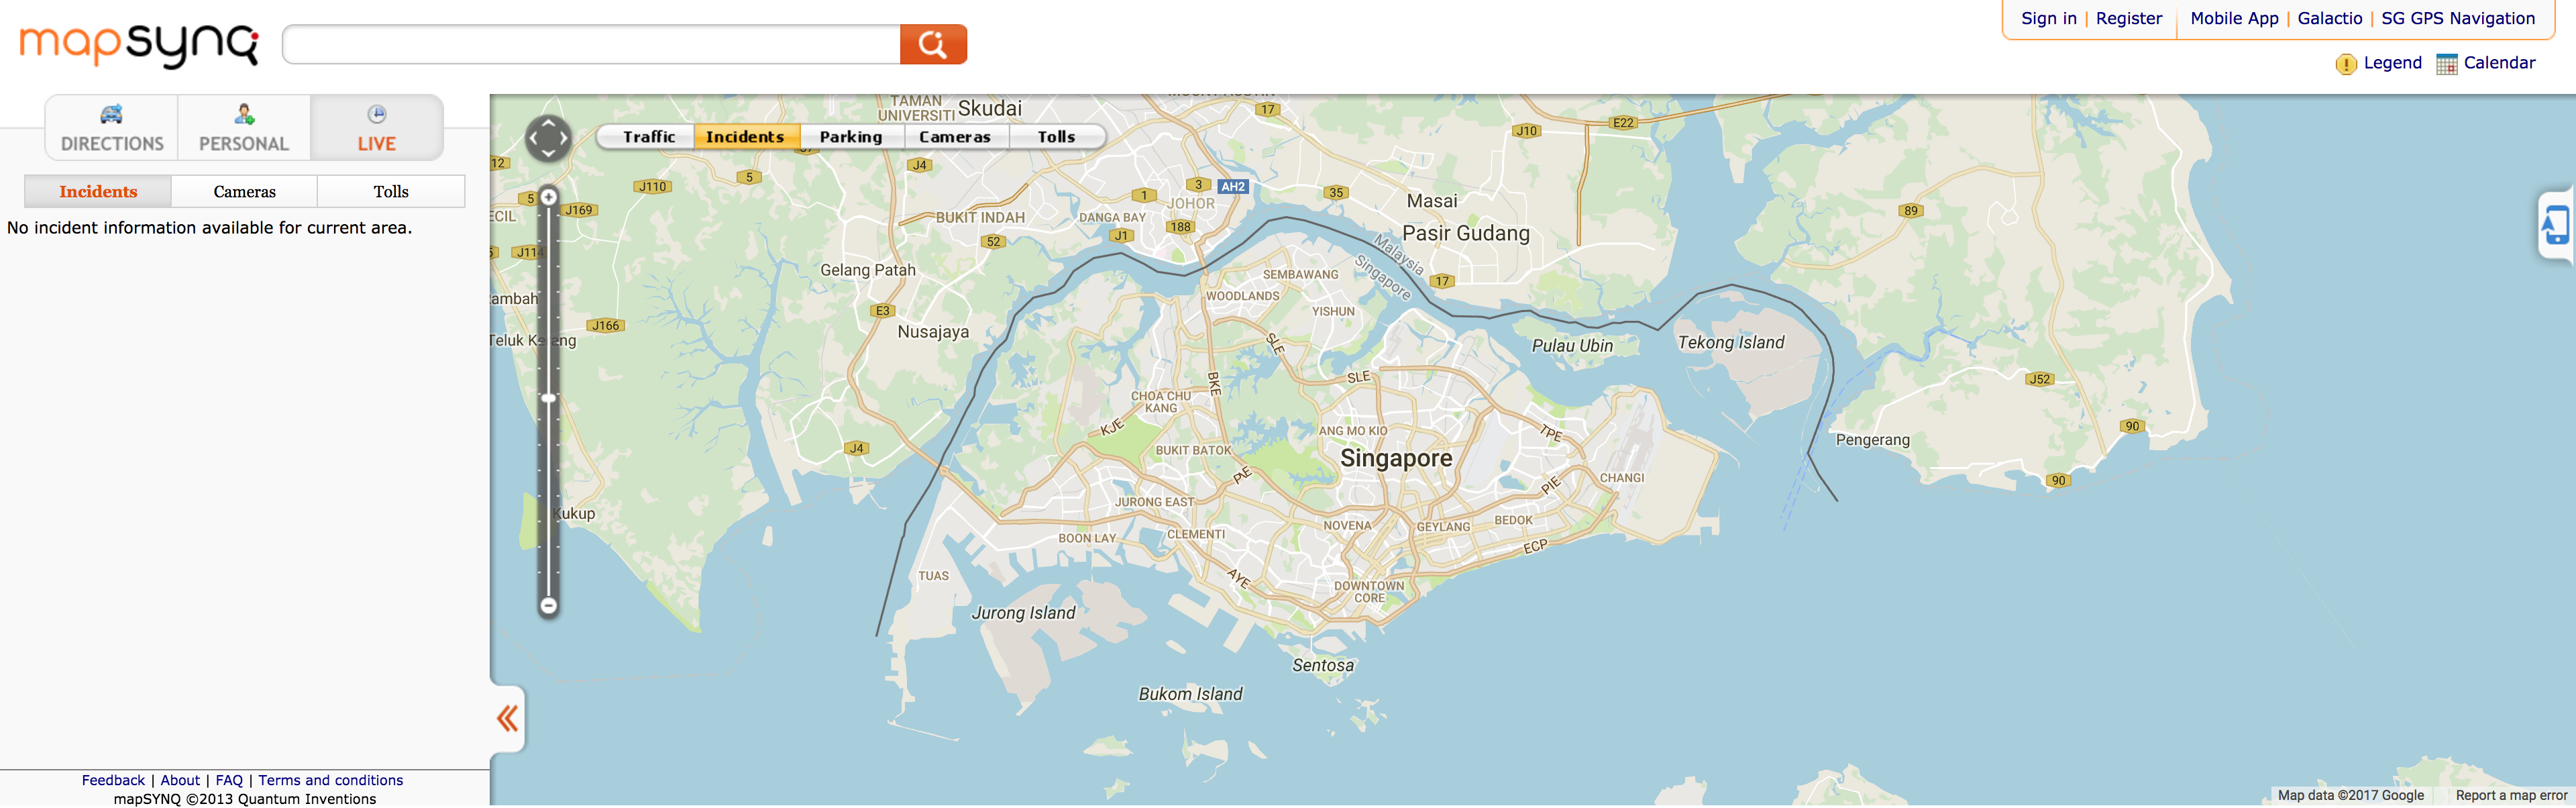 mapsynq
Sign in | Register
Mobile App | Galactio | SG GPS Navigation
Legend
Calendar
DIRECTIONS
PERSONAL
LIVE
Incidents
Cameras
Tolls
No incident information available for current area.
Traffic
Incidents
Parking
Cameras
Tolls
TAMAN
UNIVERSITI
Skudai
17
J10
E22
12
J4
5
J110
5
J169
1
3
AH2
35
JOHOR
Masai
89
ECIL
BUKIT INDAH
DANGA BAY
188
J1
52
Pasir Gudang
5
J114
Malaysia
Singapore
Gelang Patah
SEMBAWANG
17
WOODLANDS
ambah
E3
YISHUN
J166
Nusajaya
SLE
Pulau Ubin
Tekong Island
BKE
SLE
J52
CHOA CHU
KANG
KJE
ANG MO KIO
TPE
90
Pengerang
J4
BUKIT BATOK
Singapore
PIE
CHANGI
PIE
90
JURONG EAST
Kukup
NOVENA
GEYLANG
BEDOK
BOON LAY
CLEMENTI
ECP
TUAS
AYE
DOWNTOWN
CORE
Jurong Island
Sentosa
Bukom Island
Feedback | About | FAQ | Terms and conditions
mapSYNQ ©2013 Quantum Inventions
Map data ©2017 Google
Report a map error